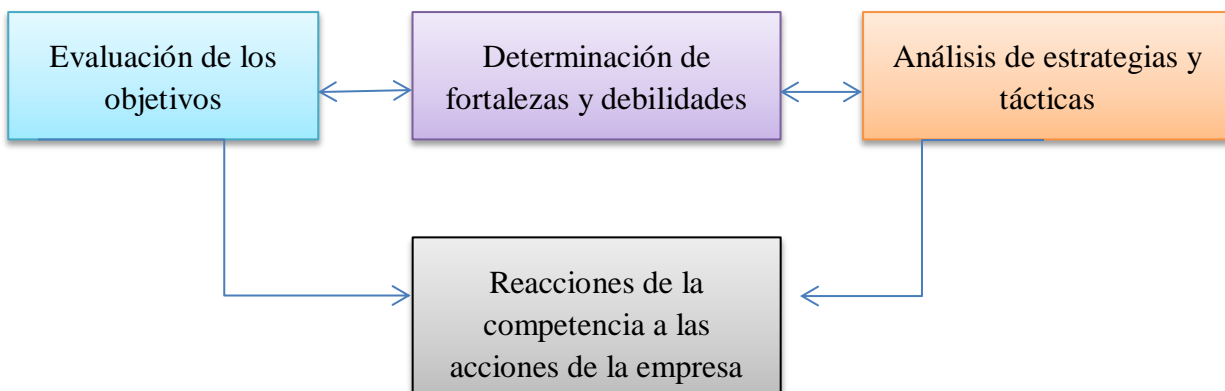 Evaluación de los
objetivos
Determinación de
fortalezas y debilidades
Análisis de estrategias y
tácticas
Reacciones de la
competencia a las
acciones de la empresa